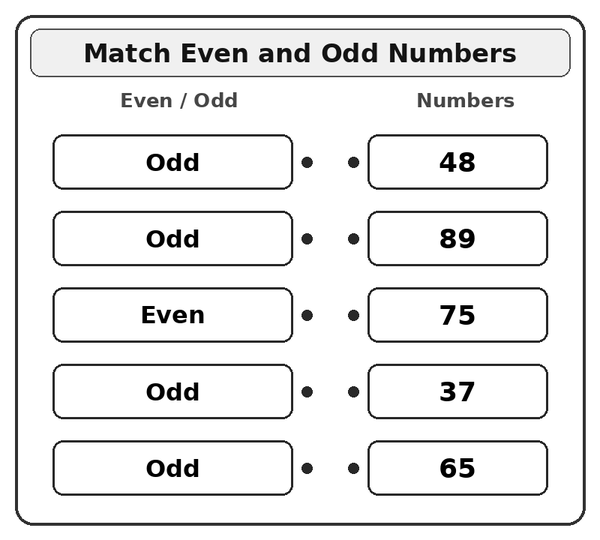 Match Even and Odd Numbers
Even / Odd Numbers
Odd 48
Odd 89
Even 75
Odd 37
Odd 65